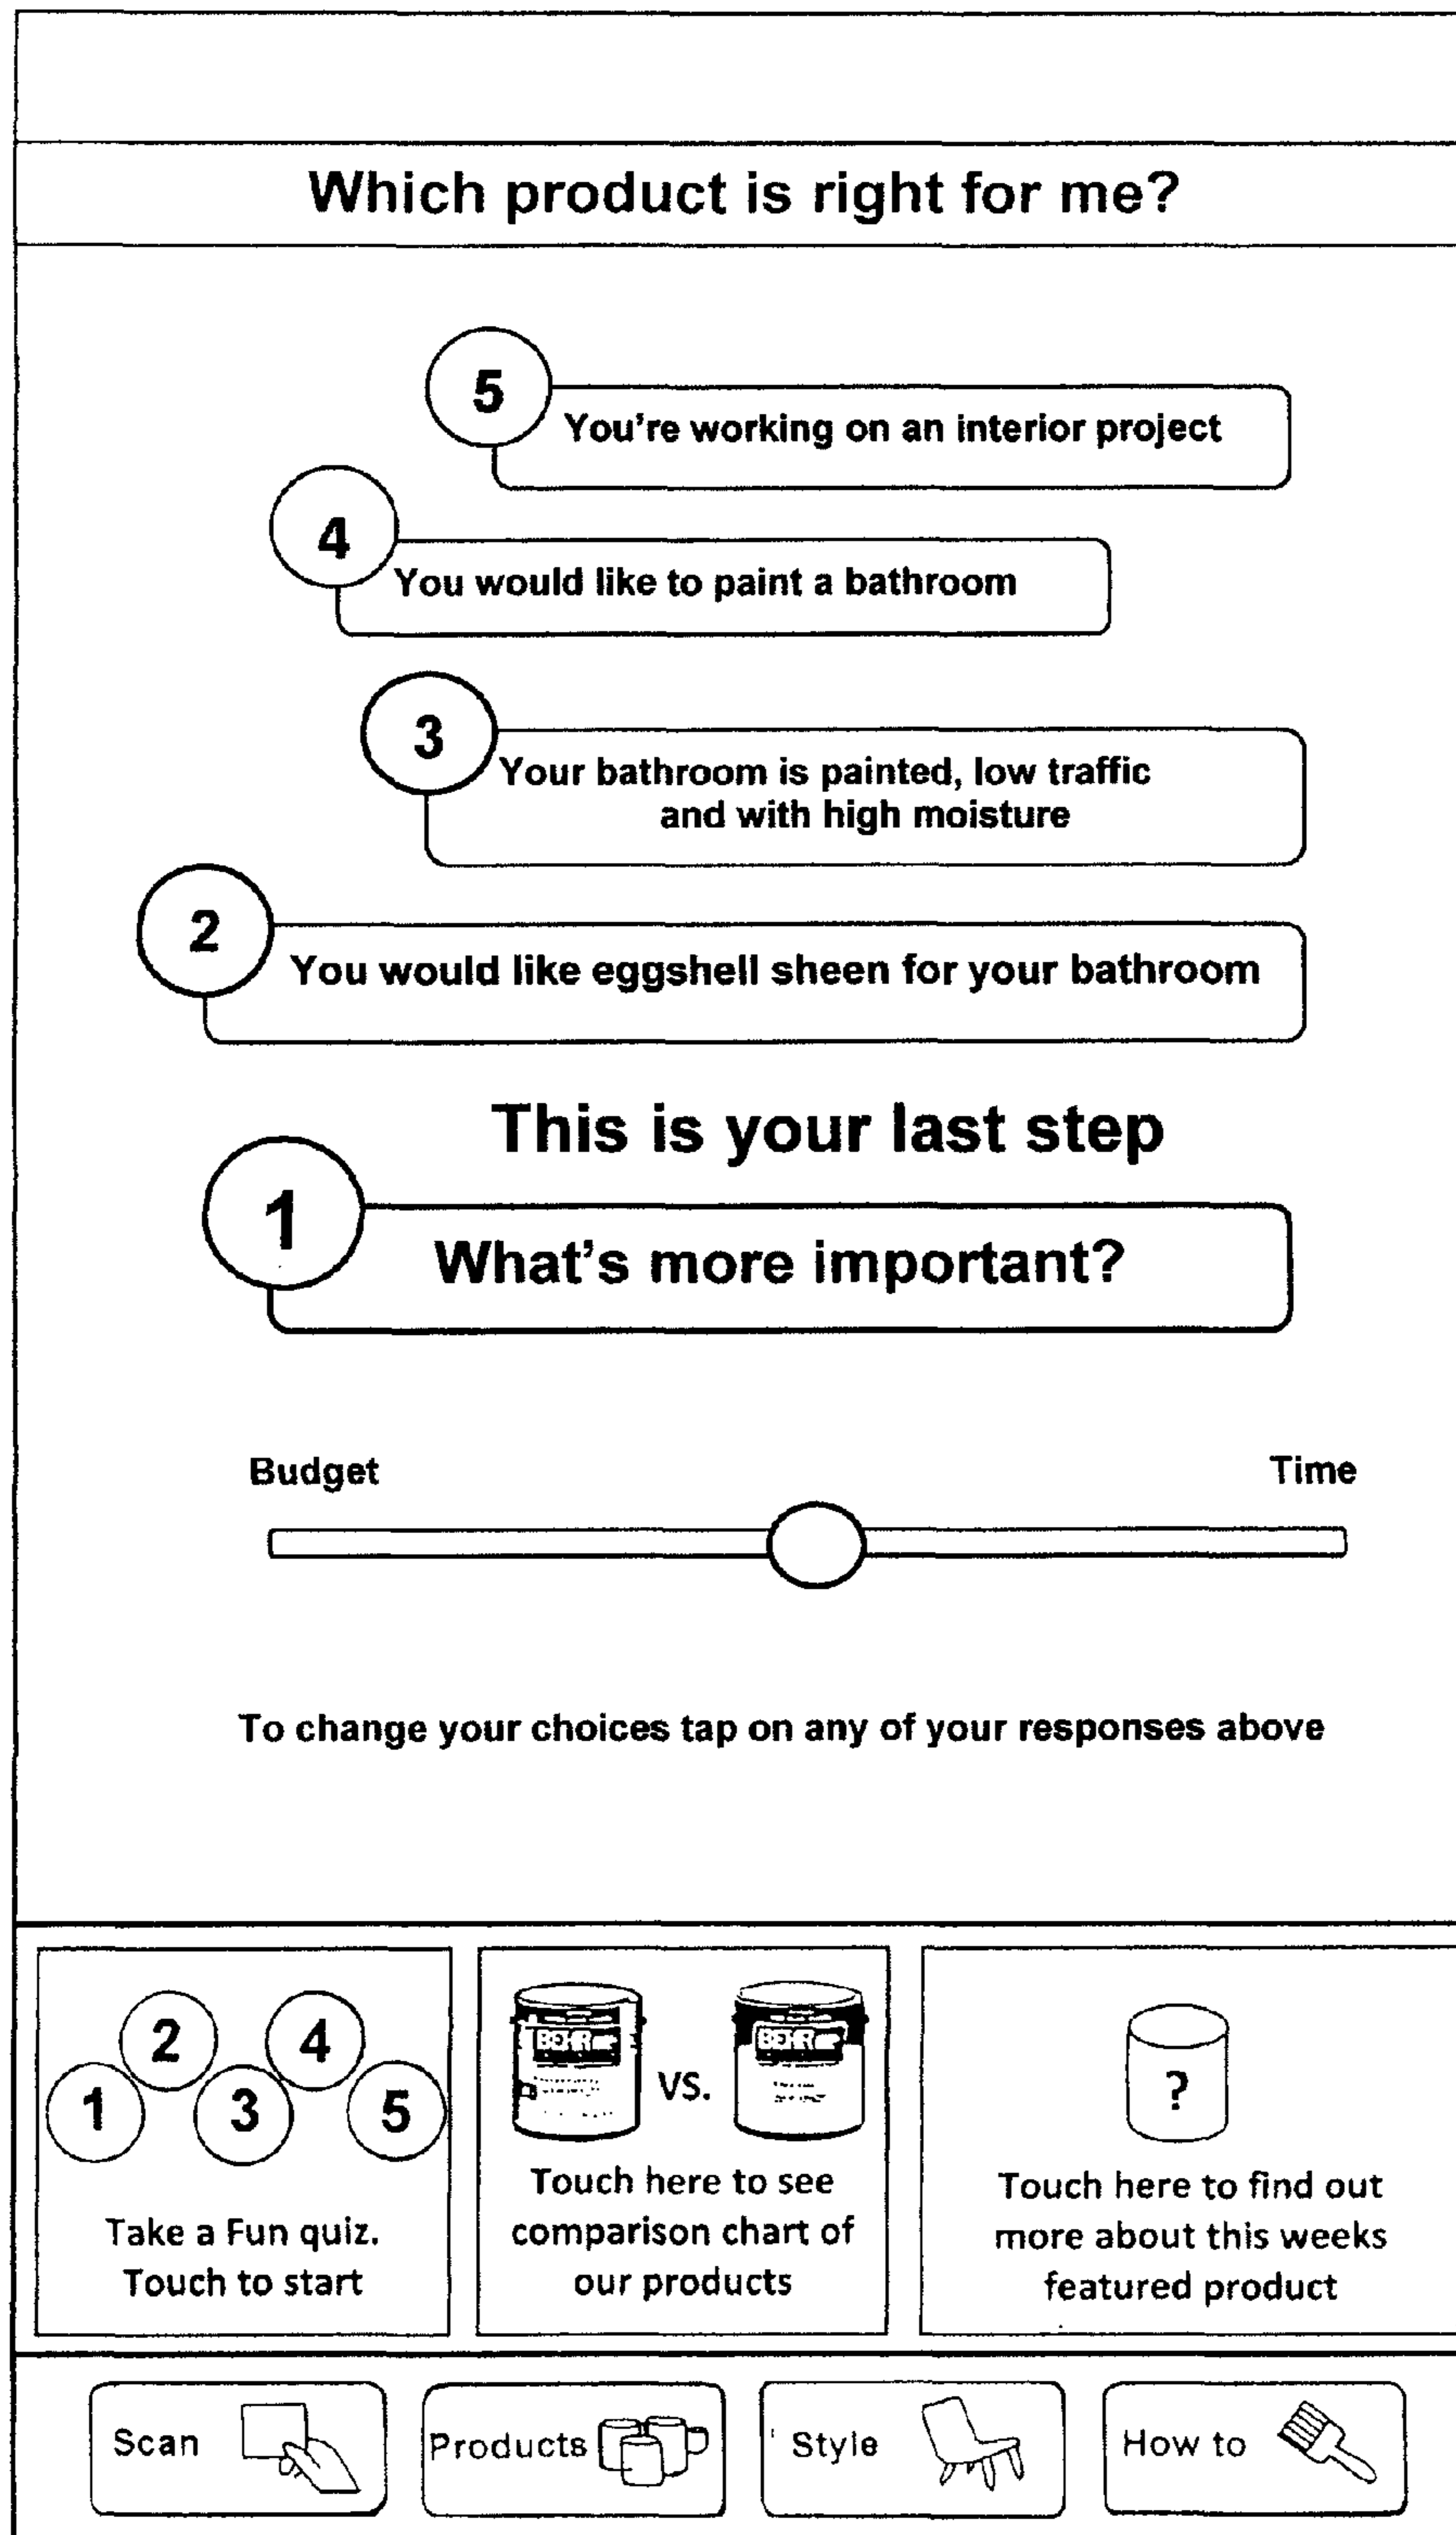 Which product is right for me?
5
You're working on an interior project
4
You would like to paint a bathroom
3
Your bathroom is painted, low traffic
and with high moisture
2
You would like eggshell sheen for your bathroom
This is your last step
1
What's more important?
Budget
Time
To change your choices tap on any of your responses above
1
2
3
4
5
Take a Fun quiz.
Touch to start
BEHR
VS.
BEHR
Touch here to see
comparison chart of
our products
?
Touch here to find out
more about this weeks
featured product
Scan
Products
Style
How to